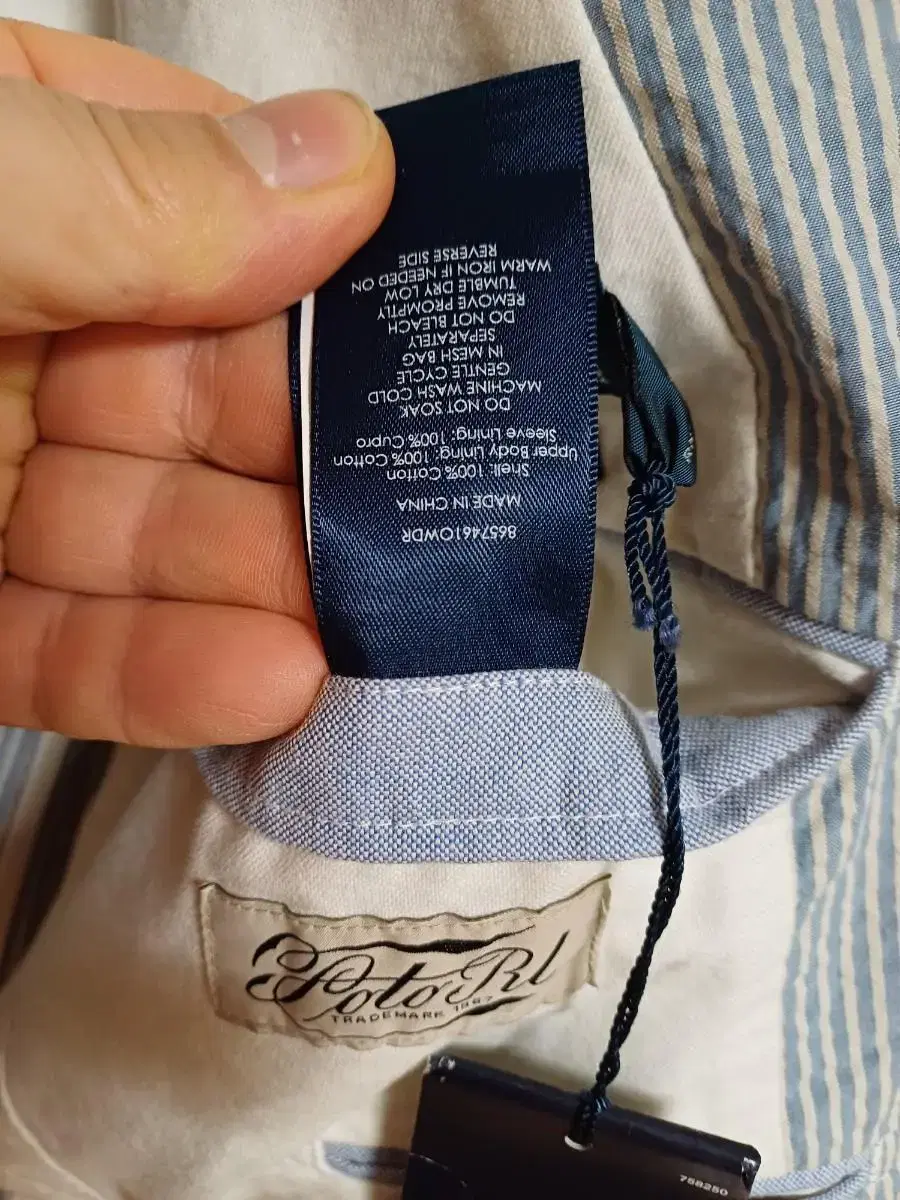 86574610WDR
MADE IN CHINA
Shell: 100% Cotton
Upper Body Lining: 100% Cotton
Sleeve Lining: 100% Cupro
DO NOT SOAK
MACHINE WASH COLD
GENTLE CYCLE
IN MESH BAG
SEPARATELY
DO NOT BLEACH
REMOVE PROMPTLY
TUMBLE DRY LOW
WARM IRON IF NEEDED ON
REVERSE SIDE
Polo Rl
TRADEMARK 1967
758250